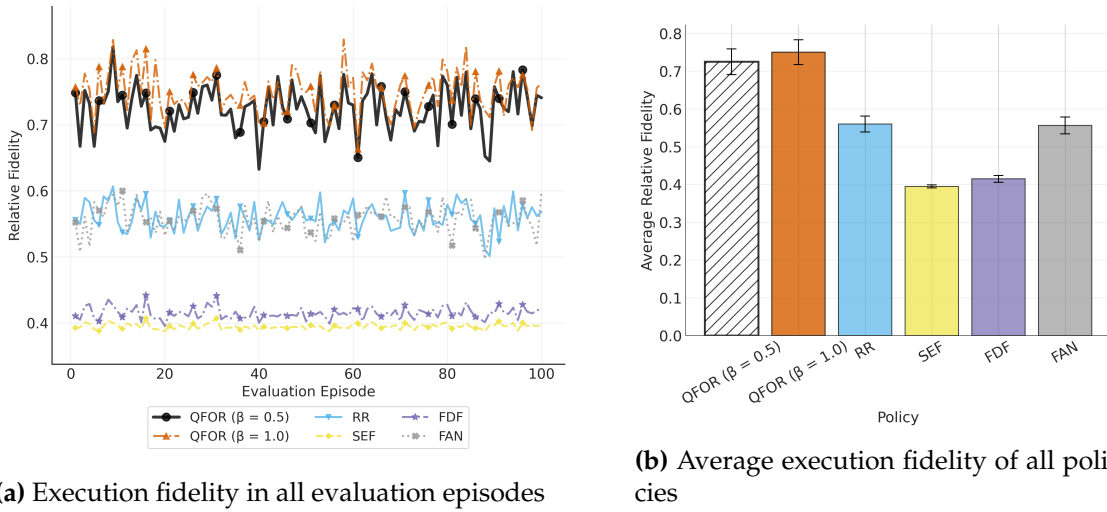 0.8
0.7
0.6
0.5
0.4
Relative Fidelity
0 20 40 60 80 100
Evaluation Episode
QFOR (β = 0.5) RR FDF
QFOR (β = 1.0) SEF FAN
(a) Execution fidelity in all evaluation episodes
0.8
0.7
0.6
0.5
0.4
0.3
0.2
0.1
0.0
Average Relative Fidelity
QFOR (β = 0.5) QFOR (β = 1.0) RR SEF FDF FAN
Policy
(b) Average execution fidelity of all poli
cies